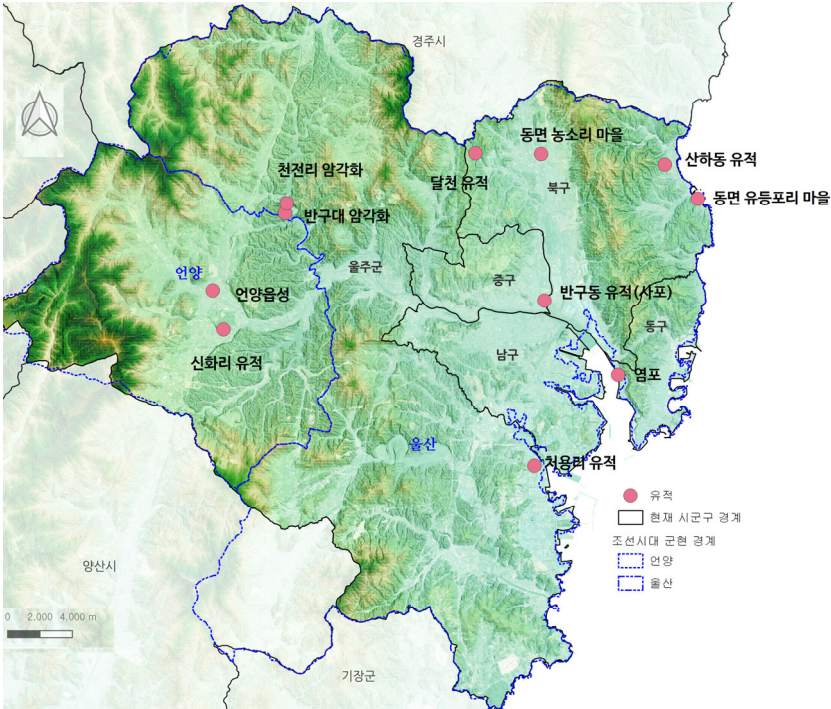 경주시
천전리 암각화
달천 유적
동면 농소리 마을
산하동 유적
북구
동면 유등포리 마을
반구대 암각화
언양
울주군
중구
언양읍성
반구동 유적(사포)
신화리 유적
남구
동구
염포
울산
처용리 유적
유적
현재 시군구 경계
조선시대 군현 경계
언양
울산
양산시
0 2,000 4,000 m
기장군